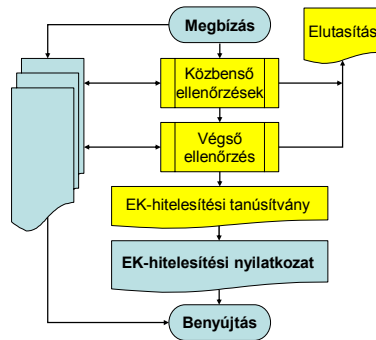 Megbízás
Elutasítás
Közbenső
ellenőrzések
Végső
ellenőrzés
EK-hitelesítési tanúsítvány
EK-hitelesítési nyilatkozat
Benyújtás